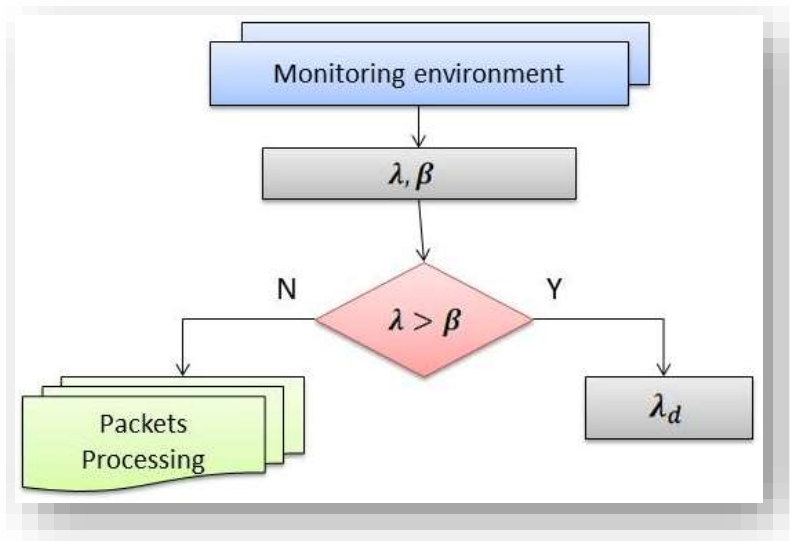 Monitoring environment
λ, β
N
Y
λ > β
Packets
Processing
λ_d